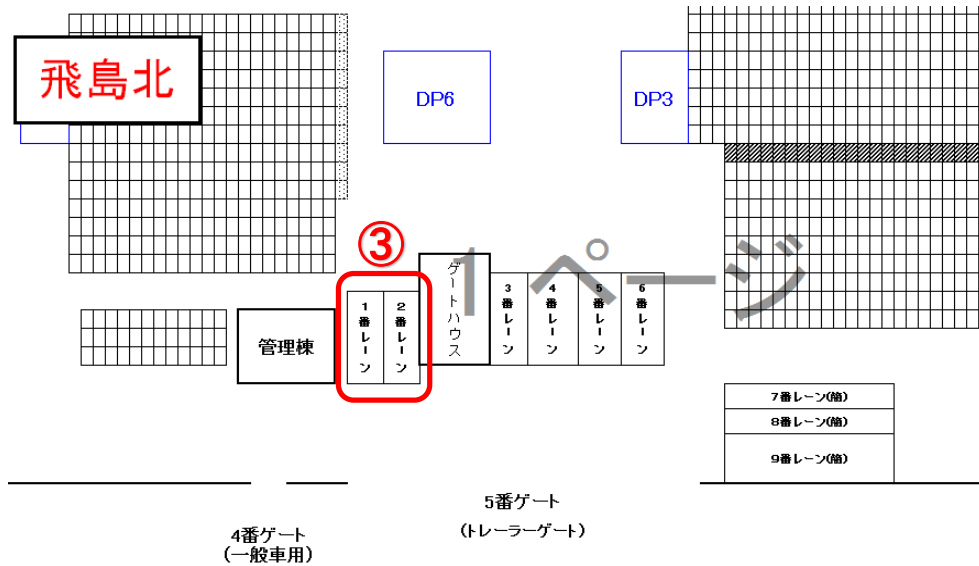 飛島北
DP6
DP3
③
1ページ
ゲートハウス
1番レーン
2番レーン
3番レーン
4番レーン
5番レーン
6番レーン
管理棟
7番レーン(簡)
8番レーン(簡)
9番レーン(簡)
5番ゲート
(トレーラーゲート)
4番ゲート
(一般車用)